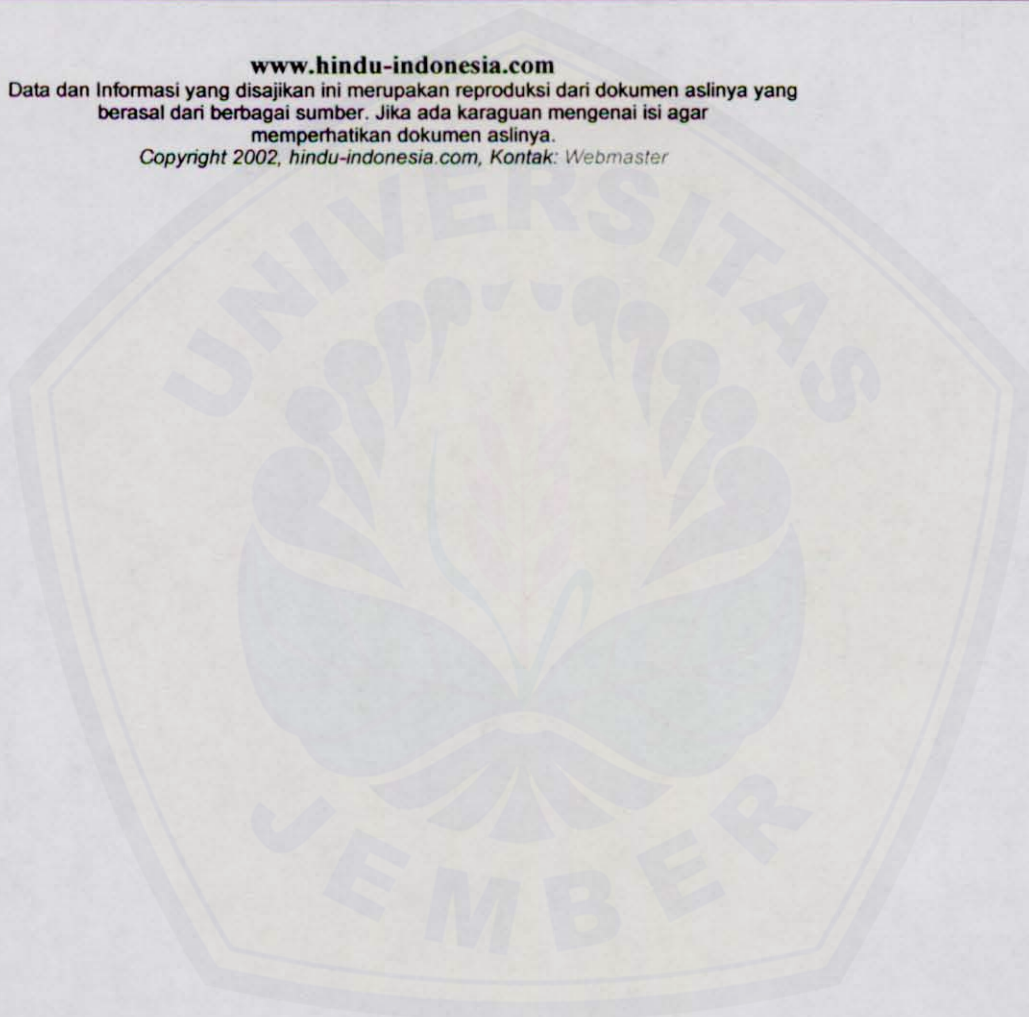 www.hindu-indonesia.com
Data dan Informasi yang disajikan ini merupakan reproduksi dari dokumen aslinya yang
berasal dari berbagai sumber. Jika ada karaguan mengenai isi agar
memperhatikan dokumen aslinya.
Copyright 2002, hindu-indonesia.com, Kontak: Webmaster
UNIVERSITAS
JEMBER